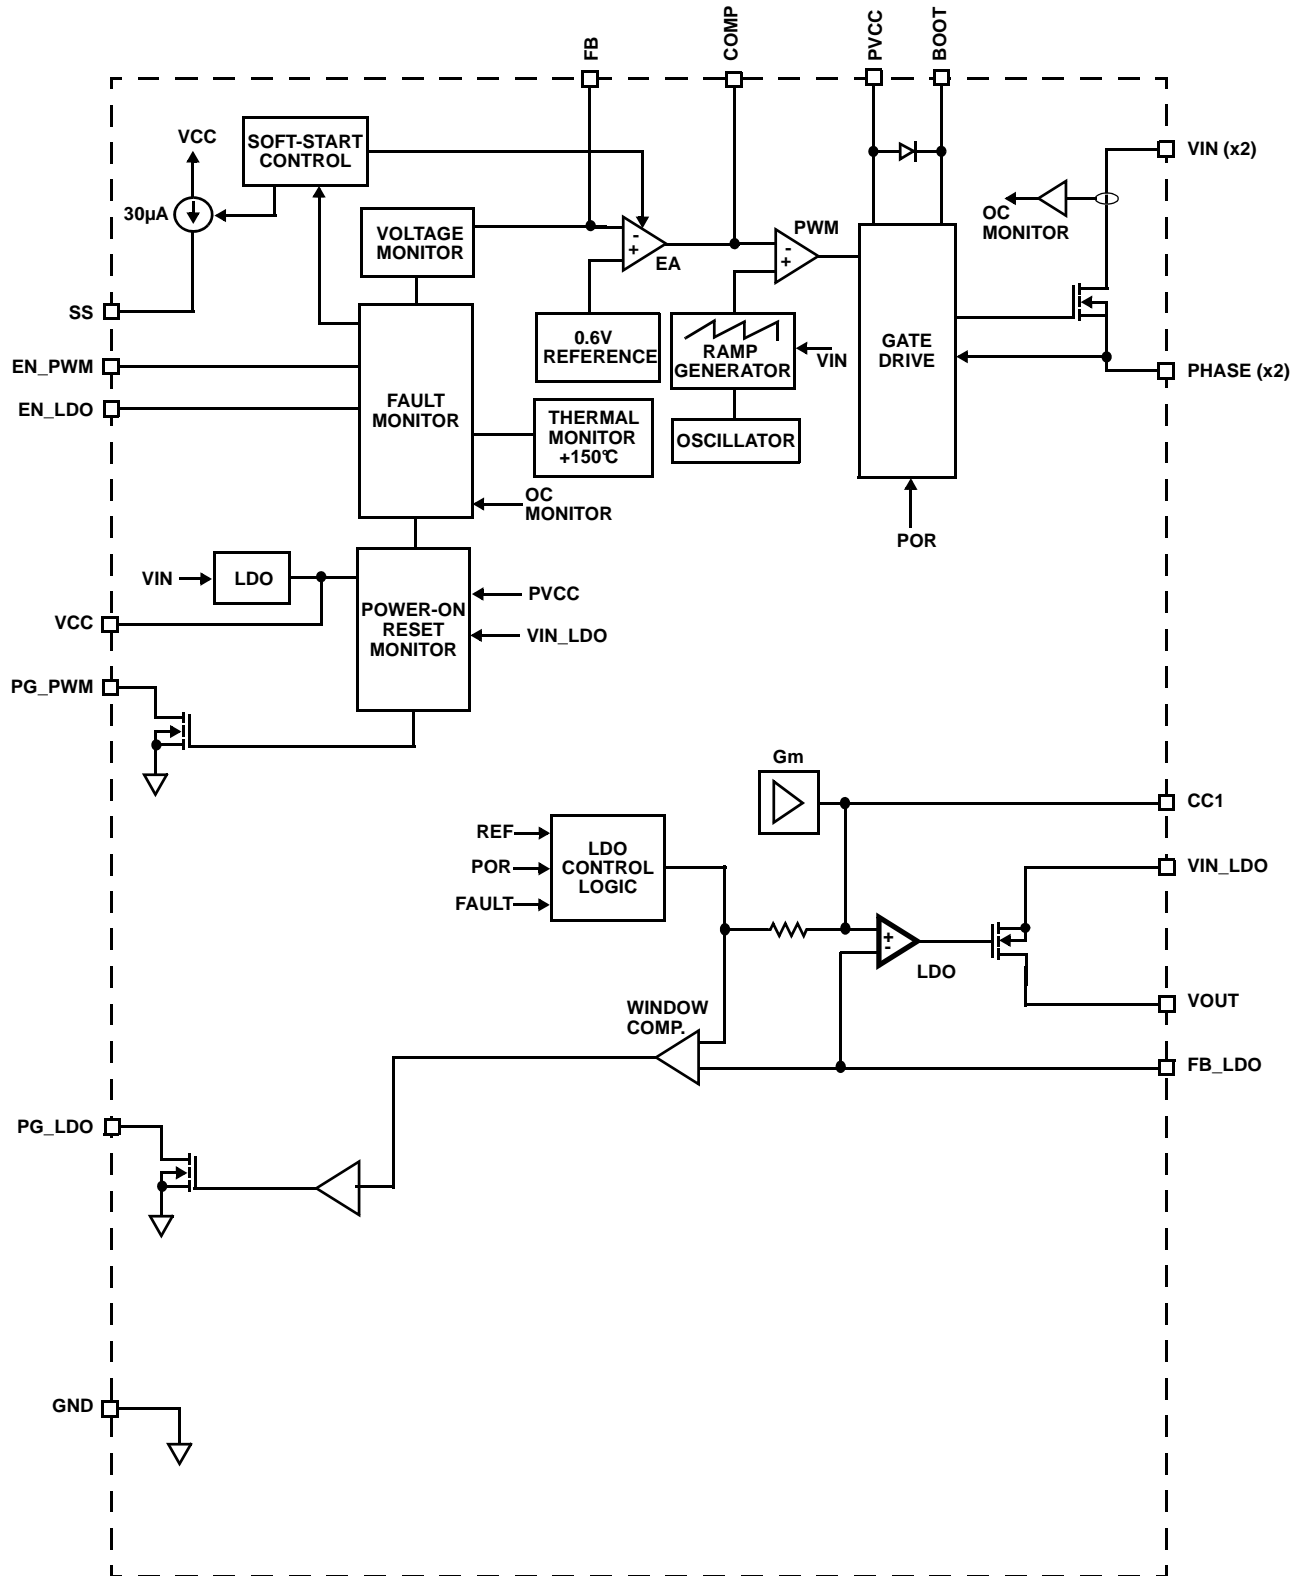 FB
COMP
PVCC
BOOT
VCC
SOFT-START
CONTROL
VIN (x2)
30µA
VOLTAGE
MONITOR
-
+
EA
PWM
-
+
OC
MONITOR
SS
0.6V
REFERENCE
RAMP
GENERATOR
VIN
GATE
DRIVE
EN_PWM
PHASE (x2)
EN_LDO
FAULT
MONITOR
THERMAL
MONITOR
+150°C
OSCILLATOR
OC
MONITOR
POR
VIN
LDO
PVCC
VCC
POWER-ON
RESET
MONITOR
VIN_LDO
PG_PWM
Gm
CC1
REF
POR
FAULT
LDO
CONTROL
LOGIC
VIN_LDO
+
-
LDO
WINDOW
COMP.
VOUT
FB_LDO
PG_LDO
GND